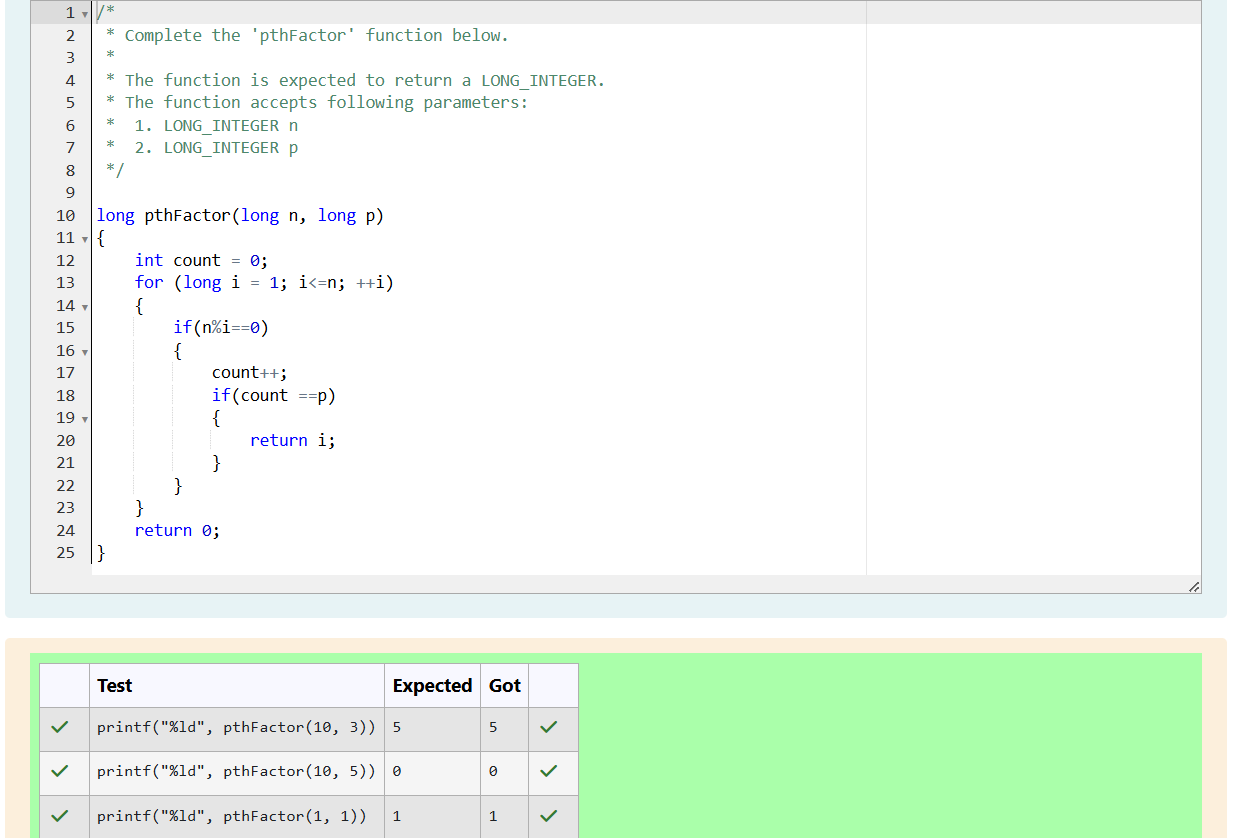 1 /*
2  * Complete the 'pthFactor' function below.
3  *
4  * The function is expected to return a LONG_INTEGER.
5  * The function accepts following parameters:
6  *  1. LONG_INTEGER n
7  *  2. LONG_INTEGER p
8  */
9
10 long pthFactor(long n, long p)
11 {
12     int count = 0;
13     for (long i = 1; i<=n; ++i)
14     {
15         if(n%i==0)
16         {
17             count++;
18             if(count ==p)
19             {
20                 return i;
21             }
22         }
23     }
24     return 0;
25 }
Test Expected Got
printf("%ld", pthFactor(10, 3)) 5 5
printf("%ld", pthFactor(10, 5)) 0 0
printf("%ld", pthFactor(1, 1)) 1 1